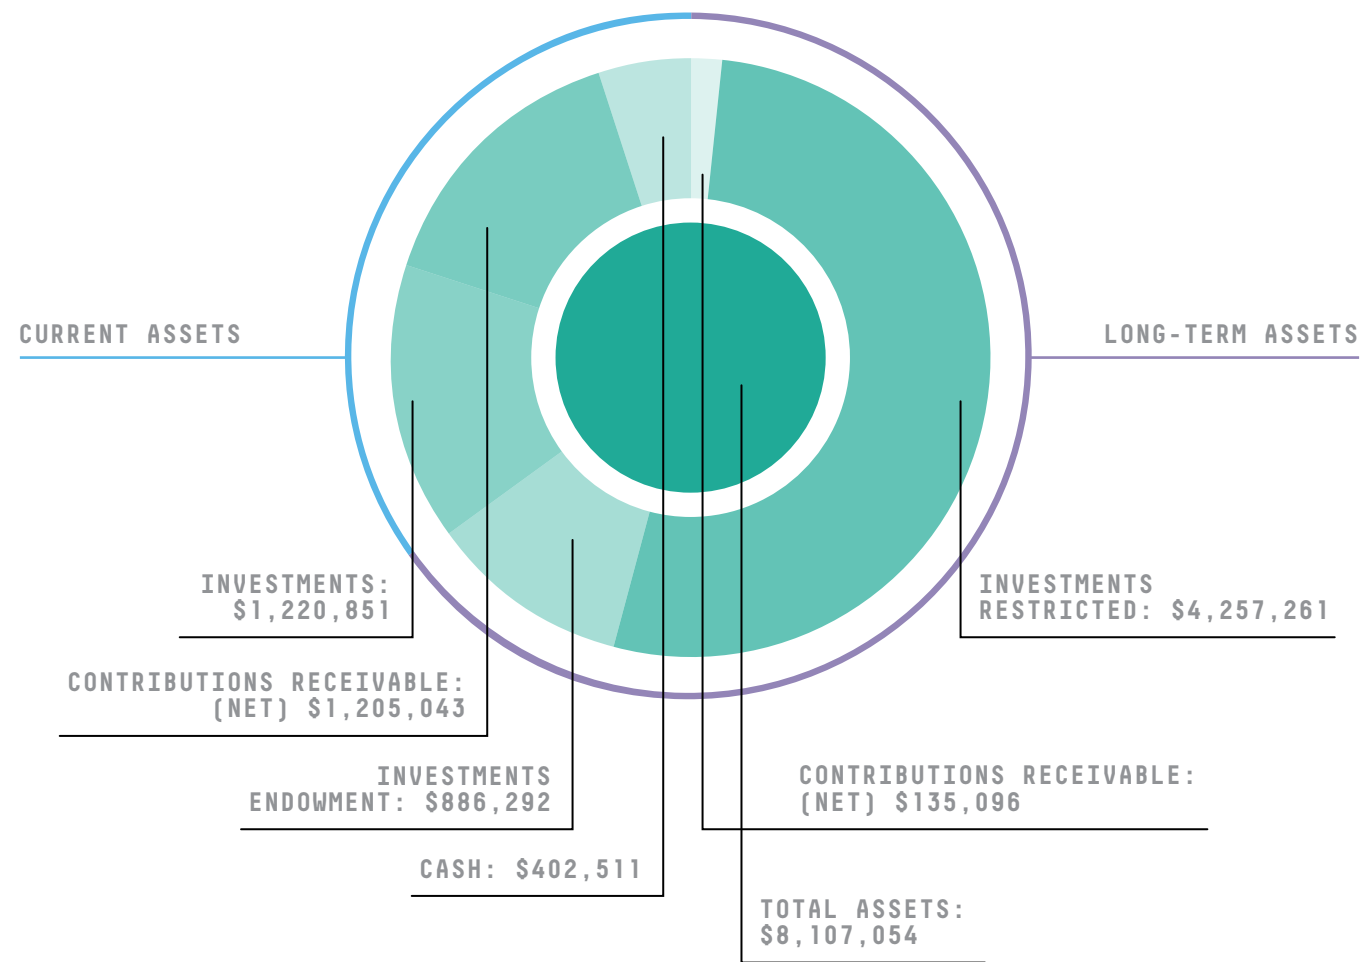 CURRENT ASSETS
LONG-TERM ASSETS
INVESTMENTS:
$1,220,851
INVESTMENTS
RESTRICTED: $4,257,261
CONTRIBUTIONS RECEIVABLE:
(NET) $1,205,043
INVESTMENTS
ENDOWMENT: $886,292
CONTRIBUTIONS RECEIVABLE:
(NET) $135,096
CASH: $402,511
TOTAL ASSETS:
$8,107,054